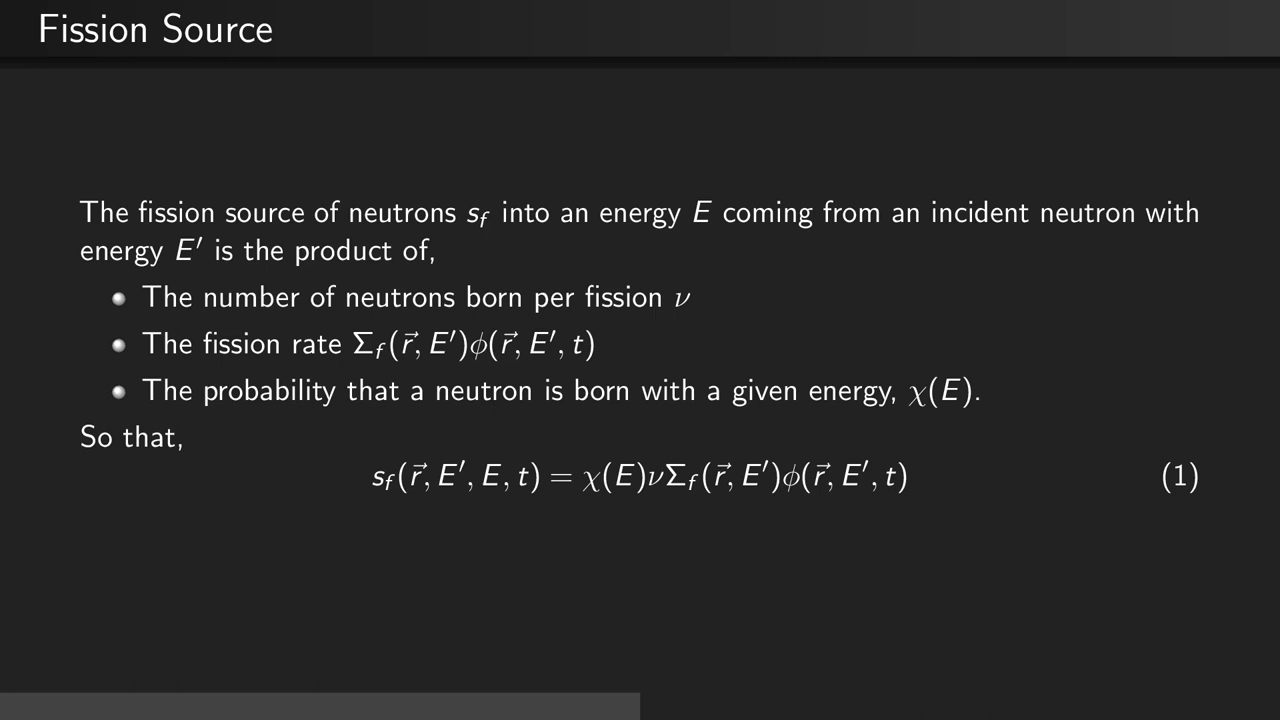 Fission Source
The fission source of neutrons s_f into an energy E coming from an incident neutron with
energy E′ is the product of,
The number of neutrons born per fission ν
The fission rate Σ_f(r⃗, E′)ϕ(r⃗, E′, t)
The probability that a neutron is born with a given energy, χ(E).
So that,
s_f(r⃗, E′, E, t) = χ(E)νΣ_f(r⃗, E′)ϕ(r⃗, E′, t) (1)